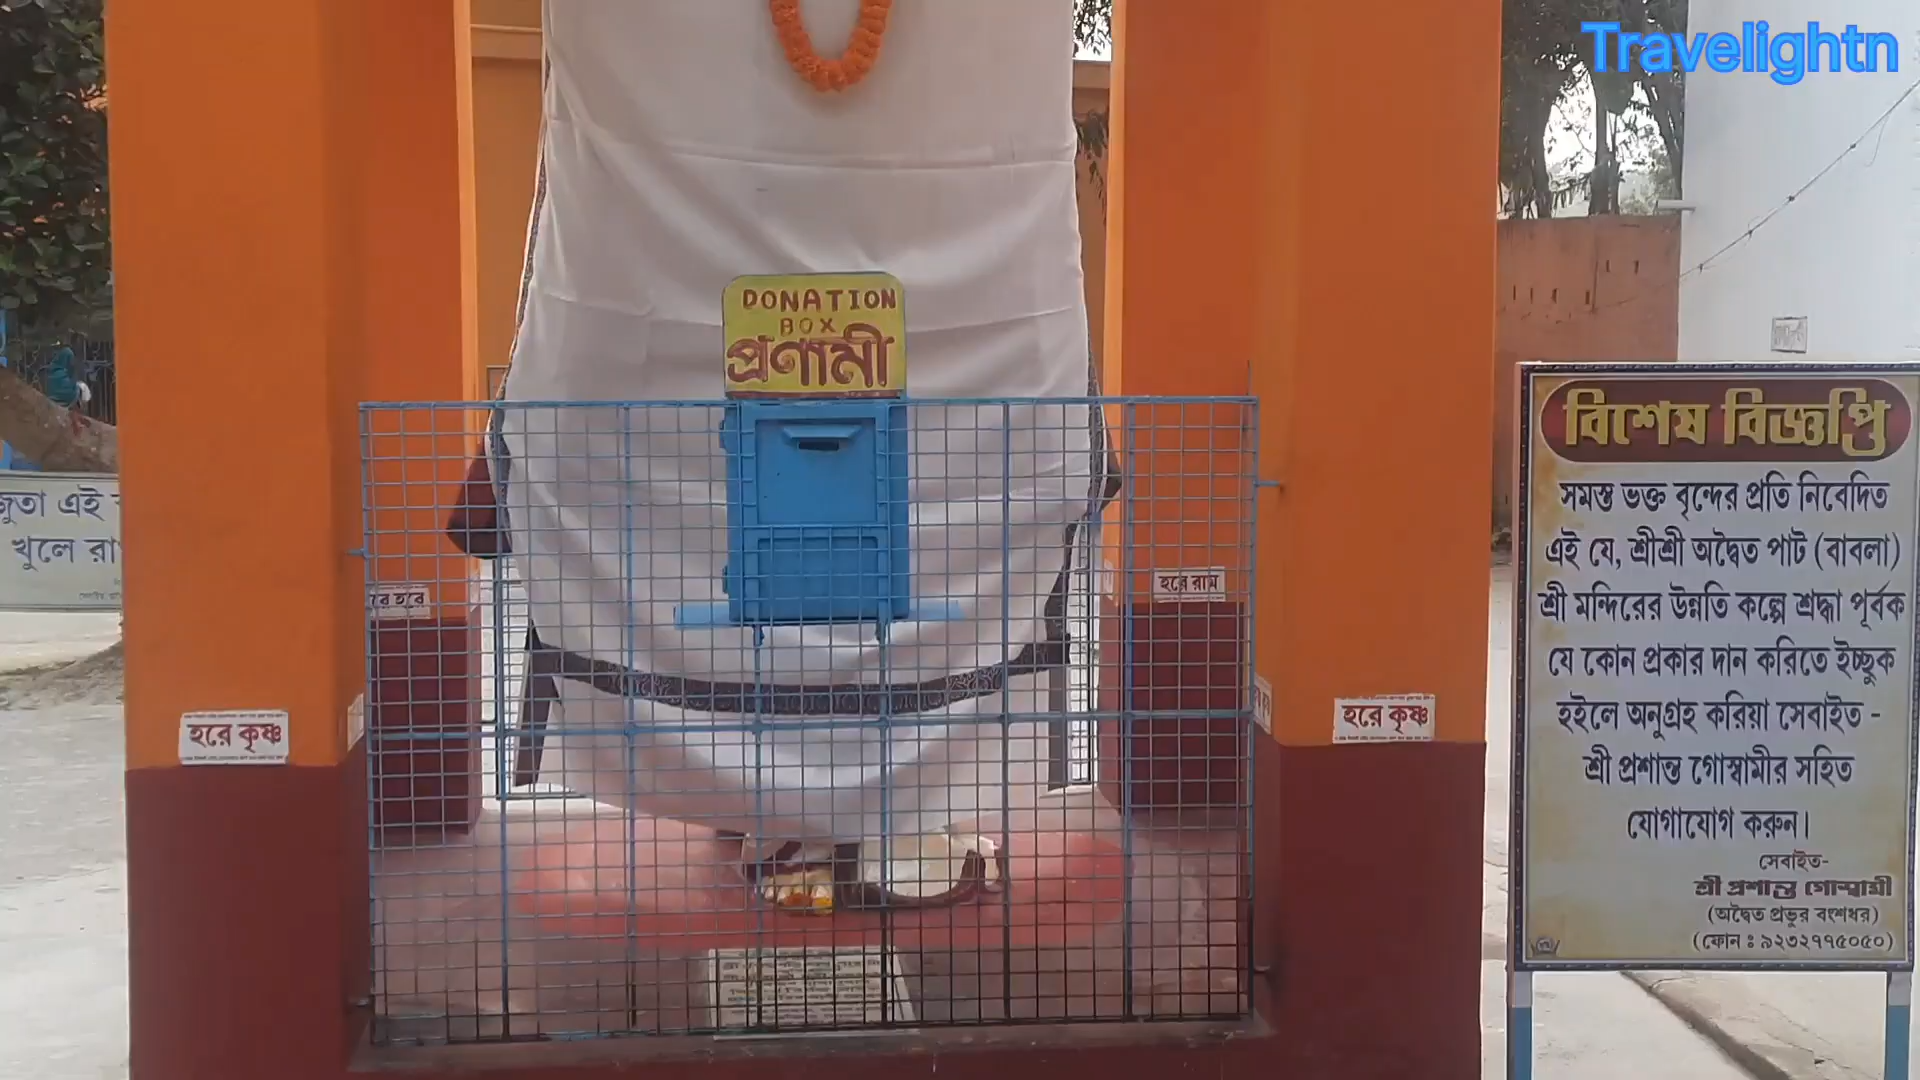 Travelightn
DONATION
BOX
প্রণামী
বিশেষ বিজ্ঞপ্তি
সমস্ত ভক্ত বৃন্দের প্রতি নিবেদিত
এই যে, শ্রীশ্রী অদ্বৈত পাট (বাবলা)
শ্রী মন্দিরের উন্নতি কল্পে শ্রদ্ধা পূর্বক
যে কোন প্রকার দান করিতে ইচ্ছুক
হইলে অনুগ্রহ করিয়া সেবাইত -
শ্রী প্রশান্ত গোস্বামীর সহিত
যোগাযোগ করুন।
সেবাইত-
শ্রী প্রশান্ত গোস্বামী
(অদ্বৈত প্রভুর বংশধর)
(ফোন : ৯২৩২৭৭৫০৫০)
জুতা এই
খুলে
হরে হরে
হরে রাম
হরে কৃষ্ণ
হরে কৃষ্ণ